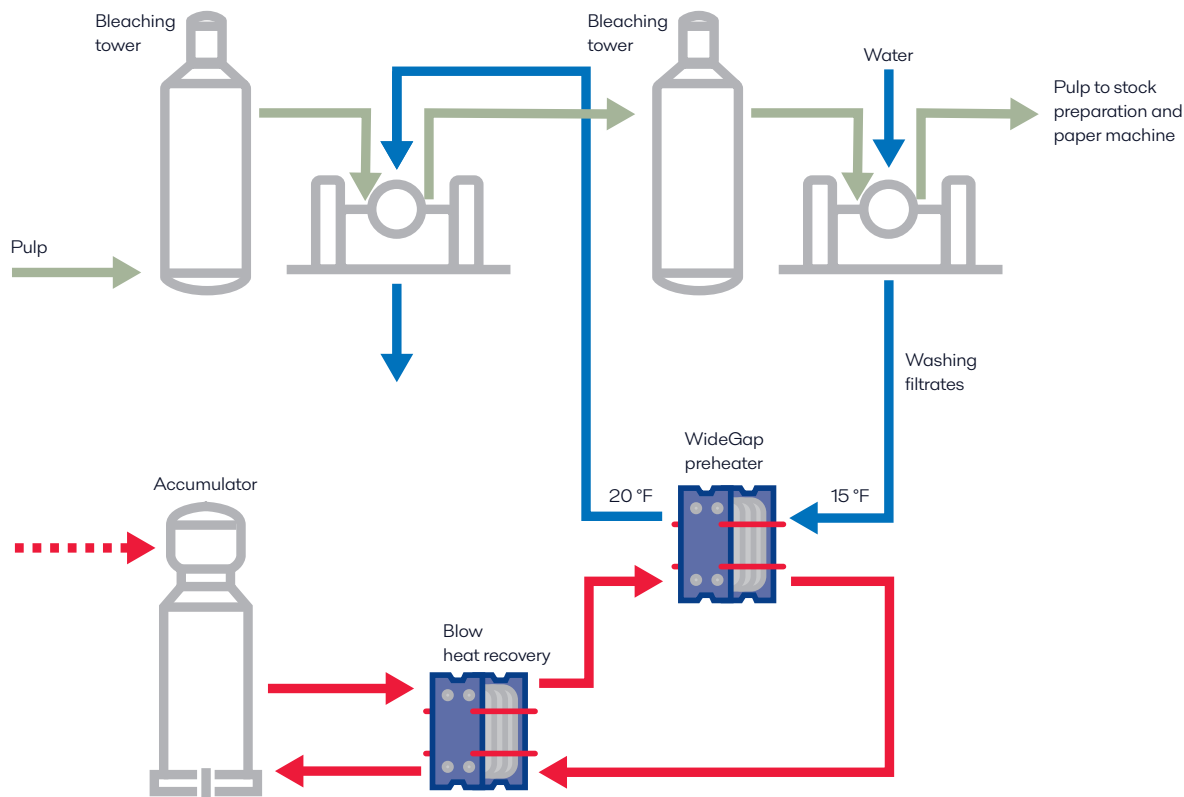 Bleaching
tower
Bleaching
tower
Water
Pulp to stock
preparation and
paper machine
Pulp
Washing
filtrates
WideGap
preheater
Accumulator
20 °F
15 °F
Blow
heat recovery